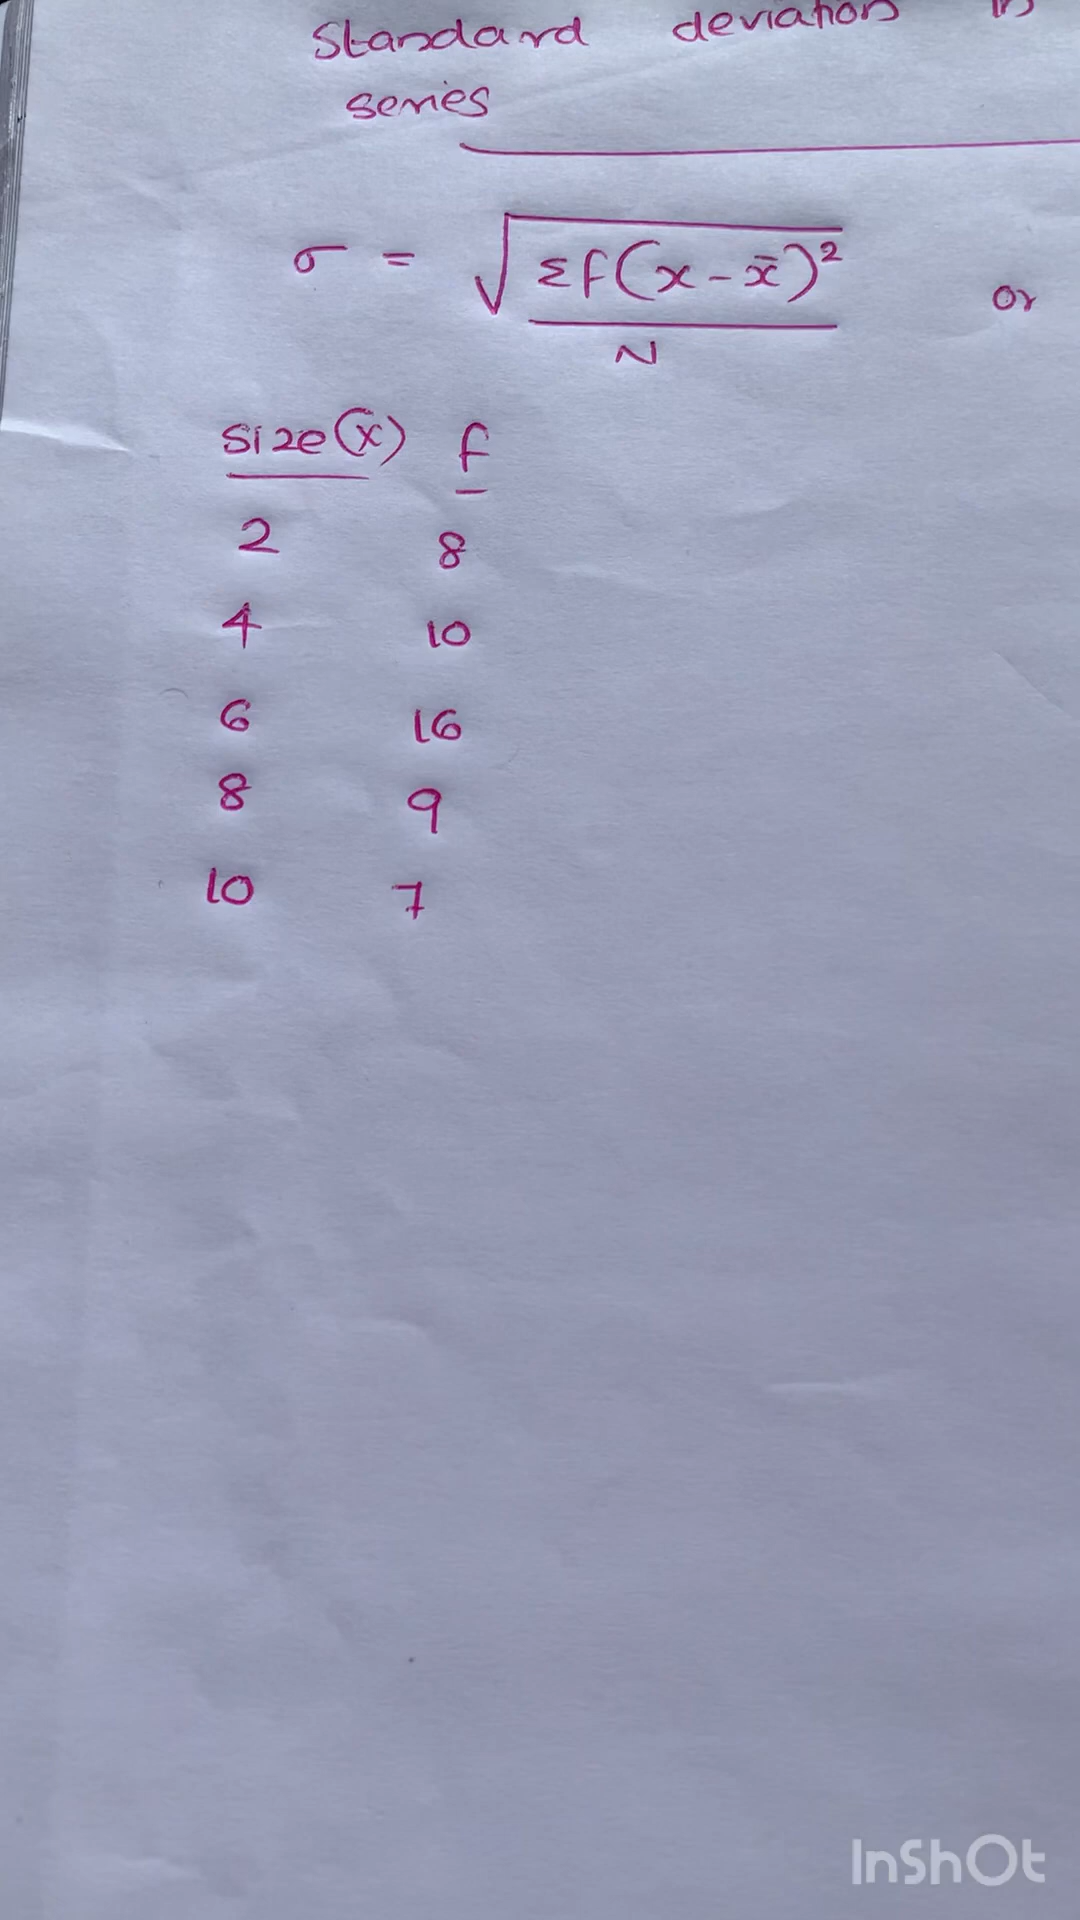 Standard deviation in
series
σ = √Σf(x-x̄)² or
N
Size(x) f
2 8
4 10
6 16
8 9
10 7
InShOt